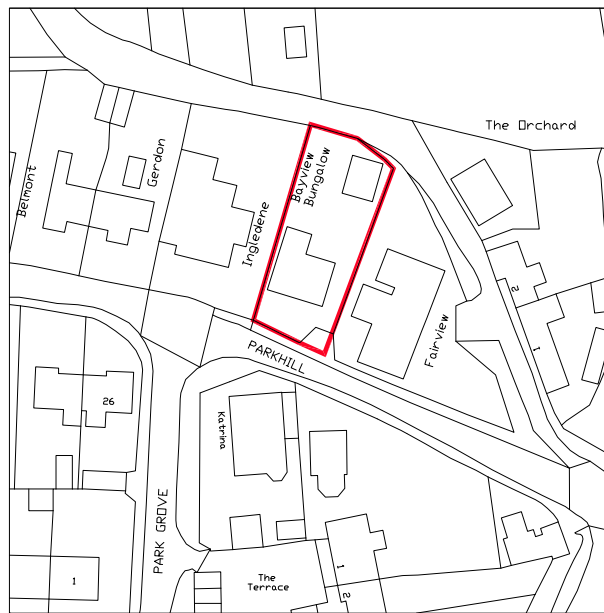 The Orchard
Belmont
Gerdon
Bayview
Bungalow
Ingledene
2
1
Fairview
PARKHILL
26
Katrina
PARK GROVE
1
The
Terrace
1
2